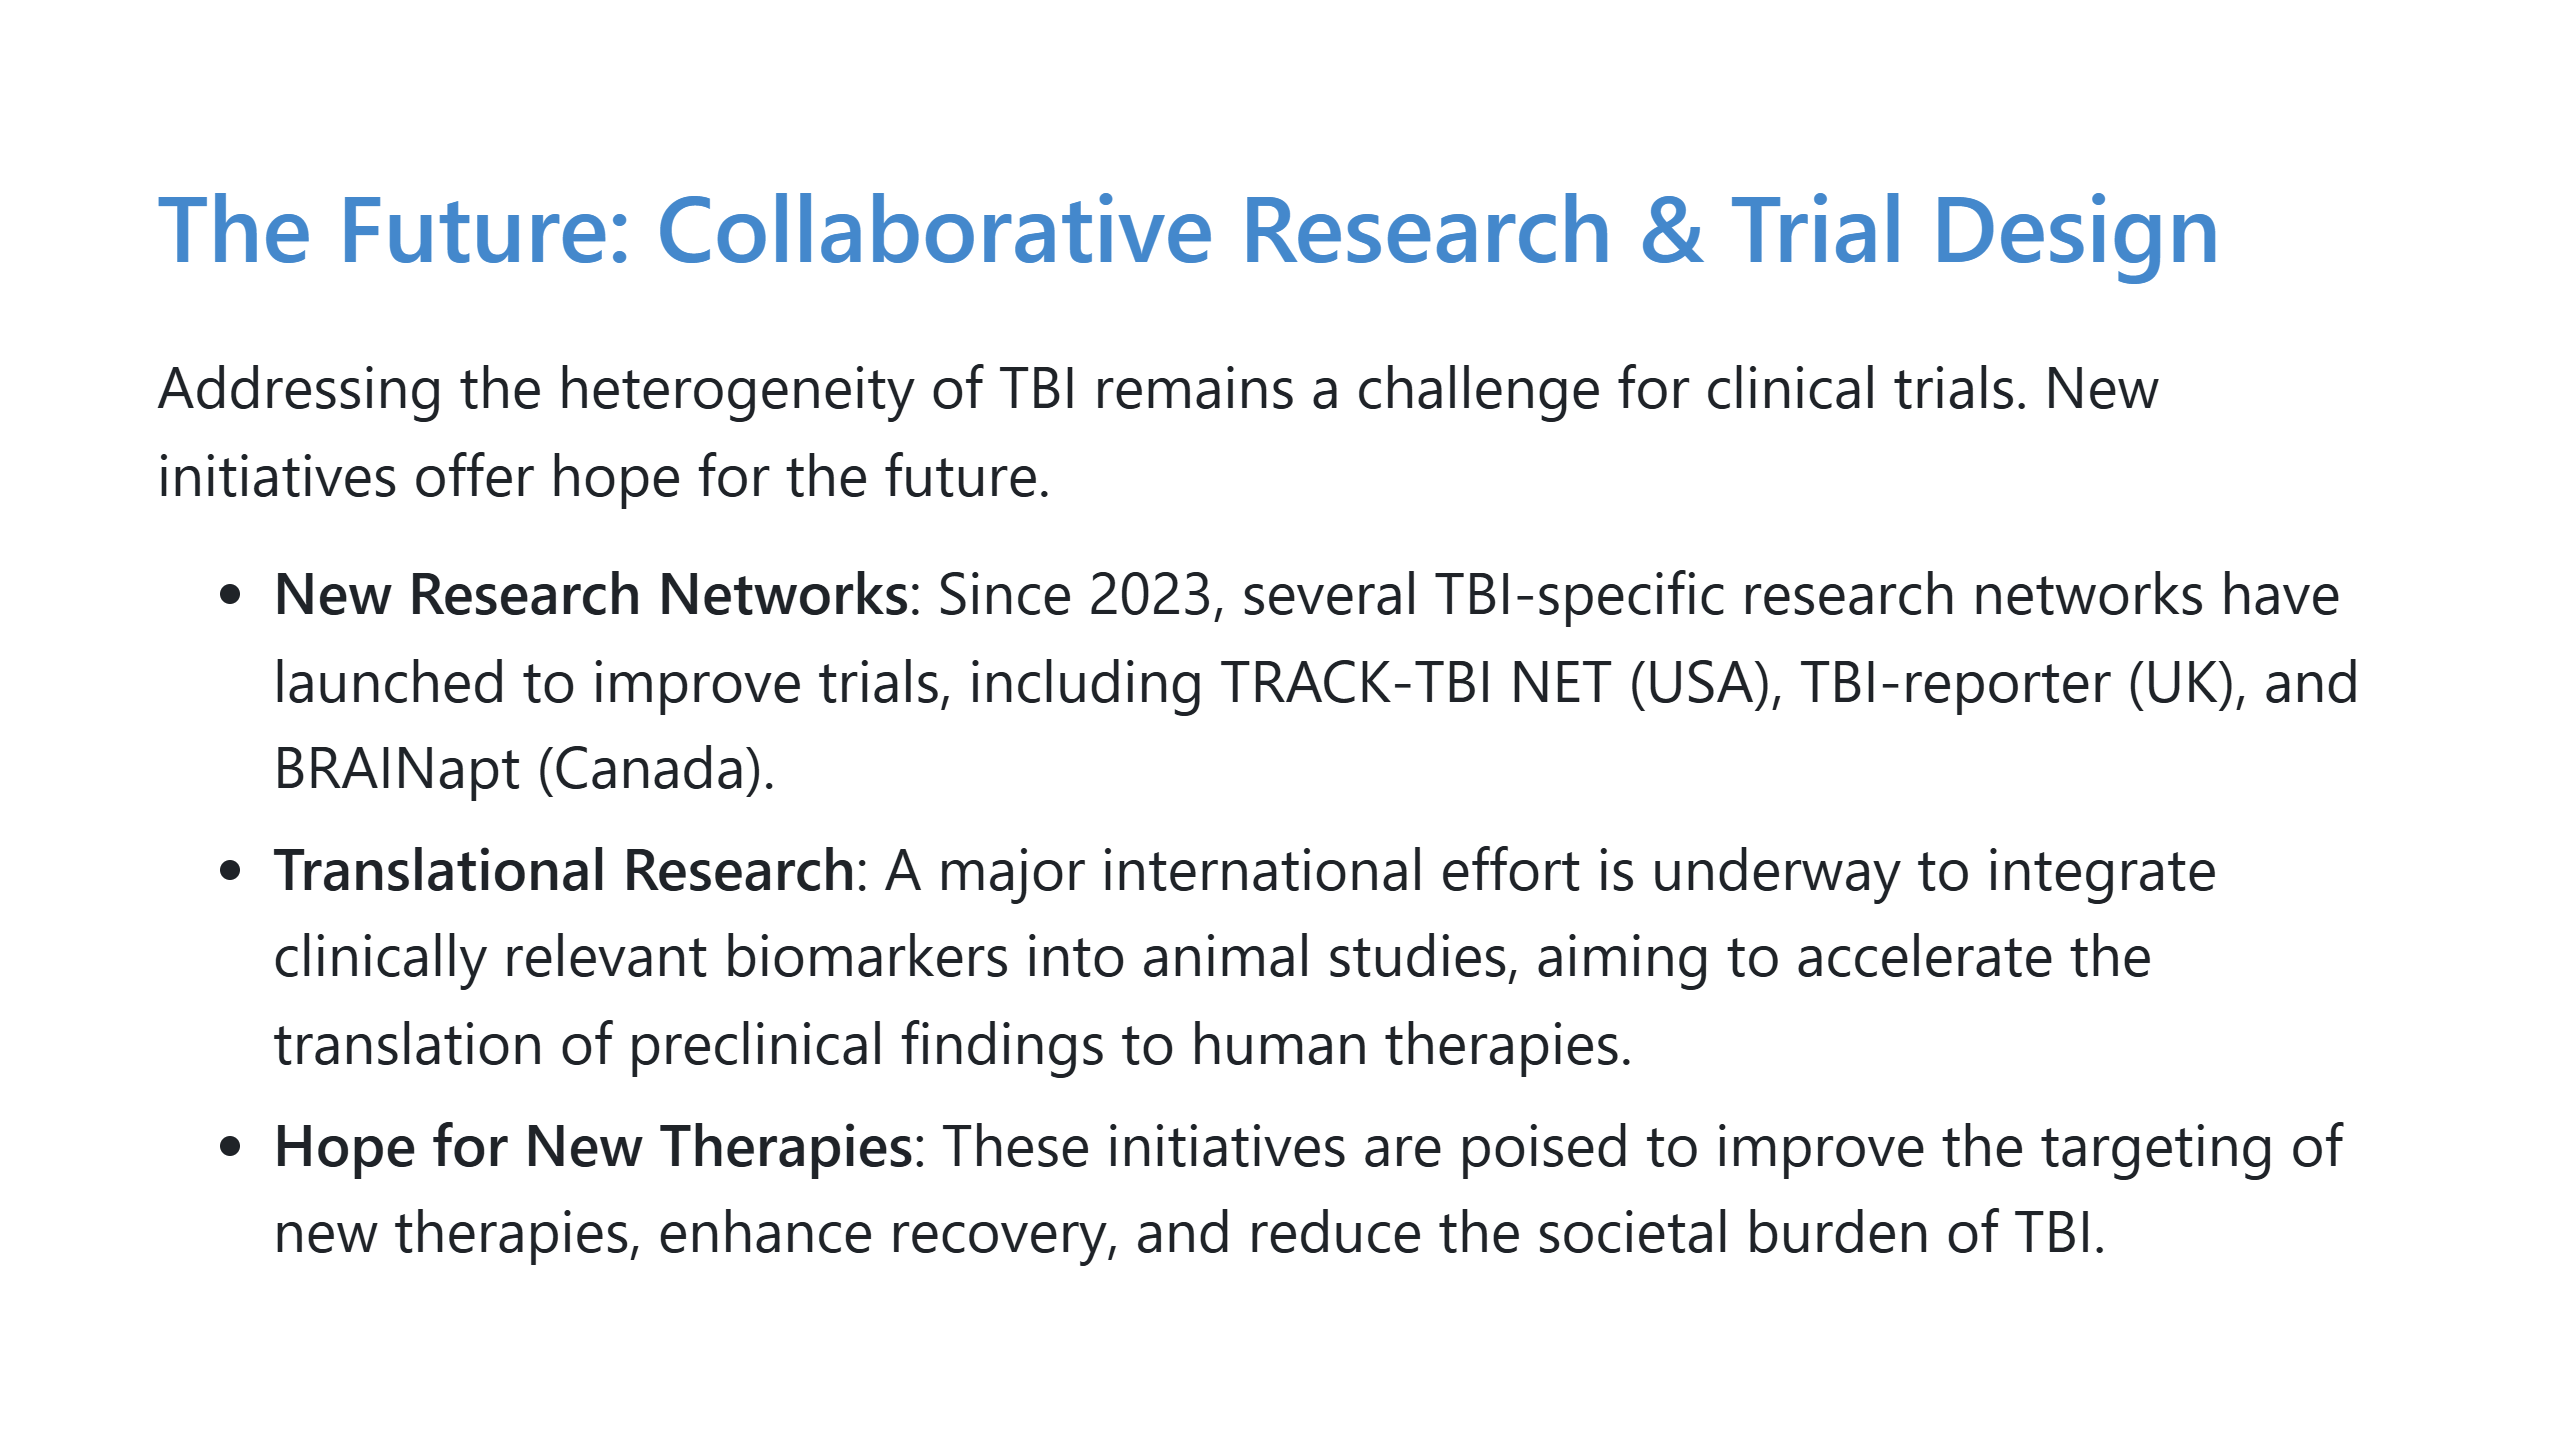 The Future: Collaborative Research & Trial Design
Addressing the heterogeneity of TBI remains a challenge for clinical trials. New
initiatives offer hope for the future.
• New Research Networks: Since 2023, several TBI-specific research networks have
launched to improve trials, including TRACK-TBI NET (USA), TBI-reporter (UK), and
BRAINapt (Canada).
• Translational Research: A major international effort is underway to integrate
clinically relevant biomarkers into animal studies, aiming to accelerate the
translation of preclinical findings to human therapies.
• Hope for New Therapies: These initiatives are poised to improve the targeting of
new therapies, enhance recovery, and reduce the societal burden of TBI.